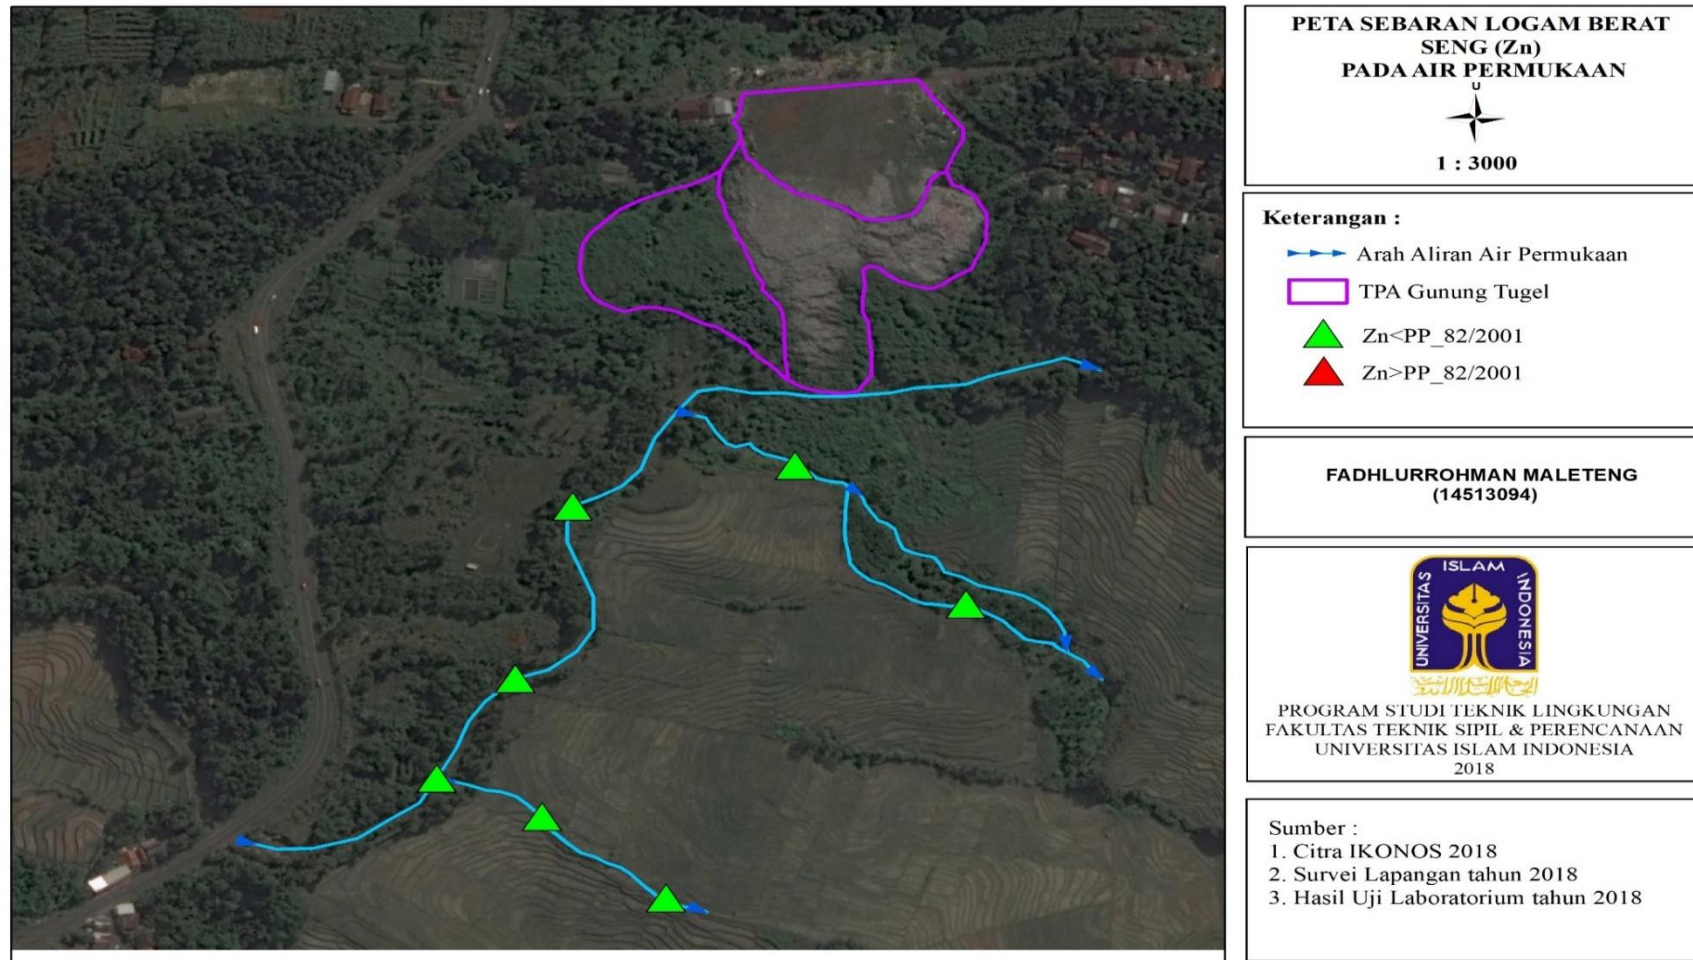 PETA SEBARAN LOGAM BERAT
SENG (Zn)
PADA AIR PERMUKAAN
U
1 : 3000
Keterangan :
Arah Aliran Air Permukaan
TPA Gunung Tugel
Zn<PP_82/2001
Zn>PP_82/2001
FADHLURROHMAN MALETENG
(14513094)
UNIVERSITAS ISLAM INDONESIA
PROGRAM STUDI TEKNIK LINGKUNGAN
FAKULTAS TEKNIK SIPIL & PERENCANAAN
UNIVERSITAS ISLAM INDONESIA
2018
Sumber :
1. Citra IKONOS 2018
2. Survei Lapangan tahun 2018
3. Hasil Uji Laboratorium tahun 2018